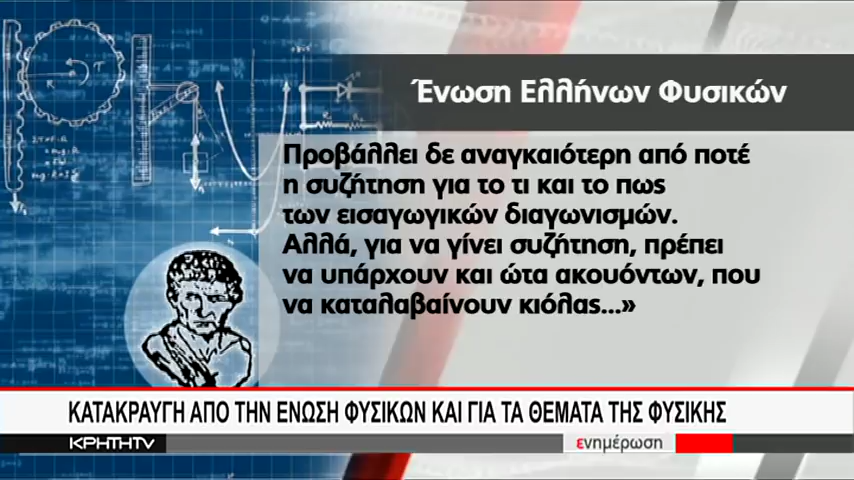 Ένωση Ελλήνων Φυσικών
Προβάλλει δε αναγκαιότερη από ποτέ
η συζήτηση για το τι και το πως
των εισαγωγικών διαγωνισμών.
Αλλά, για να γίνει συζήτηση, πρέπει
να υπάρχουν και ώτα ακουόντων, που
να καταλαβαίνουν κιόλας...»
ΚΑΤΑΚΡΑΥΓΗ ΑΠΟ ΤΗΝ ΕΝΩΣΗ ΦΥΣΙΚΩΝ ΚΑΙ ΓΙΑ ΤΑ ΘΕΜΑΤΑ ΤΗΣ ΦΥΣΙΚΗΣ
ΚΡΗΤΗTV
ενημέρωση